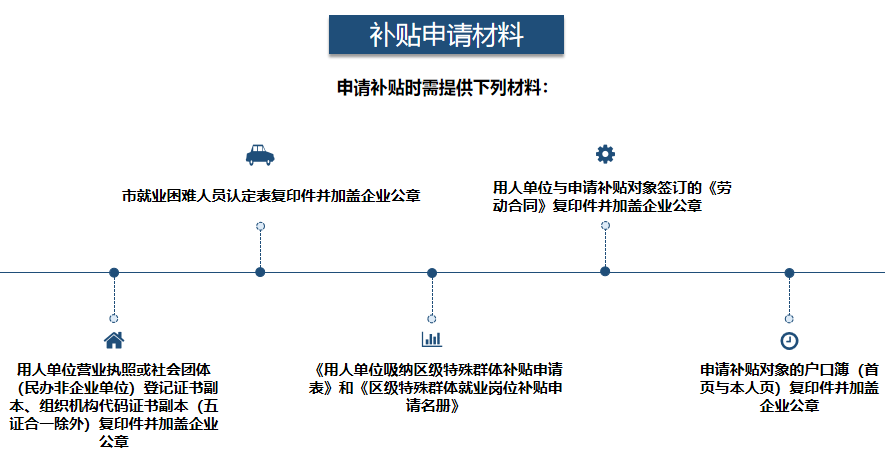 补贴申请材料
申请补贴时需提供下列材料：
市就业困难人员认定表复印件并加盖企业公章
用人单位与申请补贴对象签订的《劳
动合同》复印件并加盖企业公章
用人单位营业执照或社会团体
（民办非企业单位）登记证书副
本、组织机构代码证书副本（五
证合一除外）复印件并加盖企业
公章
《用人单位吸纳区级特殊群体补贴申请
表》和《区级特殊群体就业岗位补贴申
请名册》
申请补贴对象的户口簿（首
页与本人页）复印件并加盖
企业公章